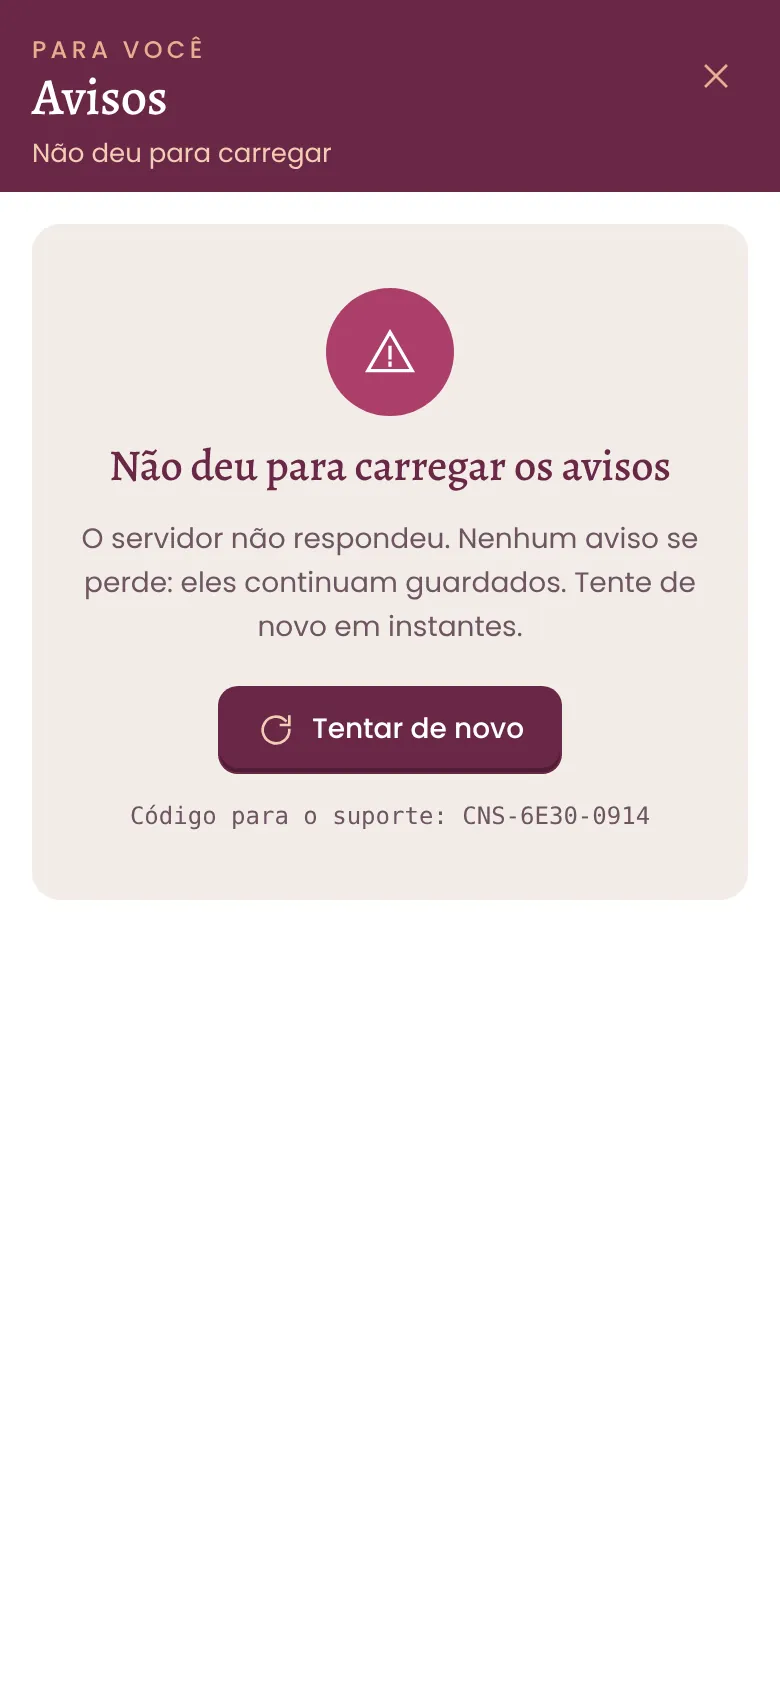 PARA VOCÊ
Avisos
Não deu para carregar
Não deu para carregar os avisos
O servidor não respondeu. Nenhum aviso se
perde: eles continuam guardados. Tente de
novo em instantes.
Tentar de novo
Código para o suporte: CNS-6E30-0914